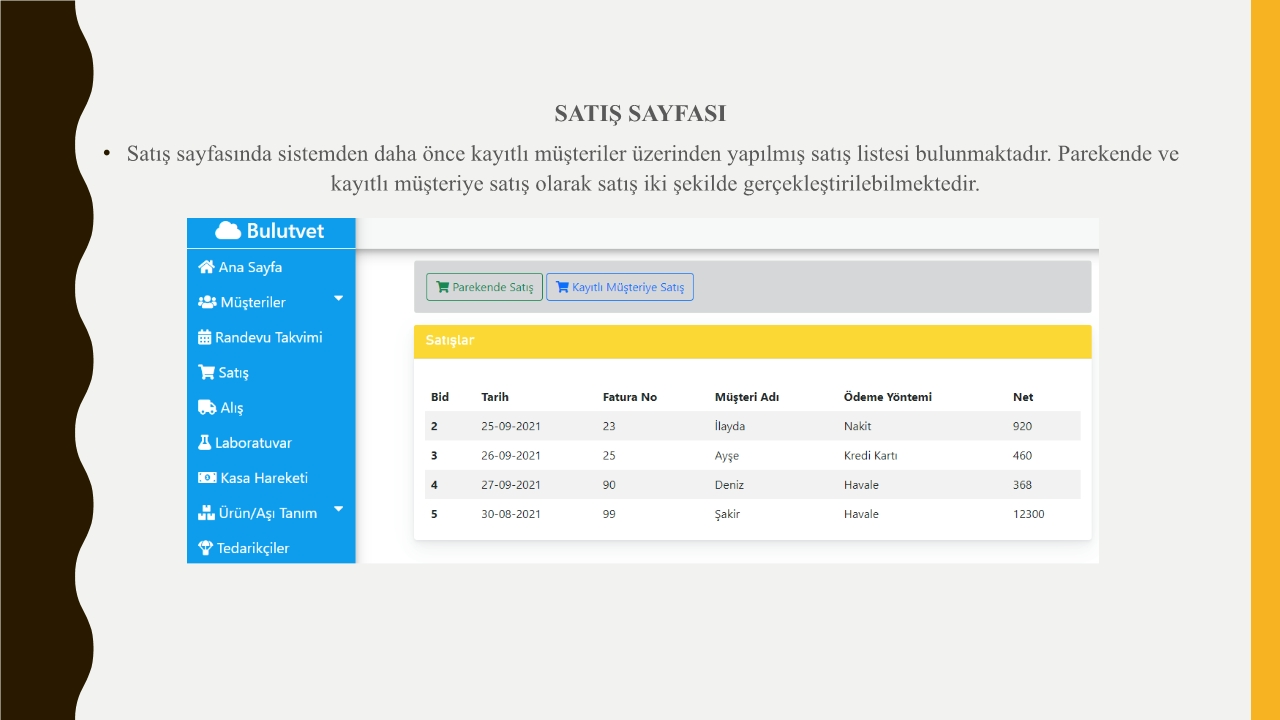 SATIŞ SAYFASI
• Satış sayfasında sistemden daha önce kayıtlı müşteriler üzerinden yapılmış satış listesi bulunmaktadır. Parekende ve
kayıtlı müşteriye satış olarak satış iki şekilde gerçekleştirilebilmektedir.
Bulutvet
Ana Sayfa
Müşteriler
Randevu Takvimi
Satış
Alış
Laboratuvar
Kasa Hareketi
Ürün/Aşı Tanım
Tedarikçiler
Parekende Satış Kayıtlı Müşteriye Satış
Satışlar
Bid Tarih Fatura No Müşteri Adı Ödeme Yöntemi Net
2 25-09-2021 23 İlayda Nakit 920
3 26-09-2021 25 Ayşe Kredi Kartı 460
4 27-09-2021 90 Deniz Havale 368
5 30-08-2021 99 Şakir Havale 12300